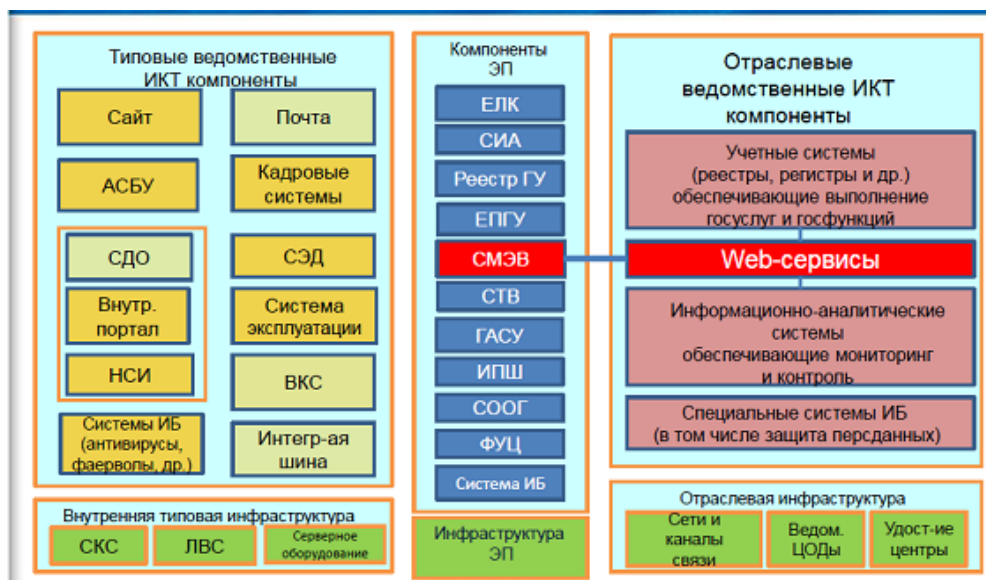 Типовые ведомственные
ИКТ компоненты
Сайт
Почта
АСБУ
Кадровые
системы
СДО
СЭД
Внутр.
портал
Система
эксплуатации
НСИ
ВКС
Системы ИБ
(антивирусы,
фаерволы, др.)
Интегр-ая
шина
Внутренняя типовая инфраструктура
СКС
ЛВС
Серверное
оборудование
Компоненты
ЭП
ЕЛК
СИА
Реестр ГУ
ЕПГУ
СМЭВ
СТВ
ГАСУ
ИПШ
СООГ
ФУЦ
Система ИБ
Инфраструктура
ЭП
Отраслевые
ведомственные ИКТ
компоненты
Учетные системы
(реестры, регистры и др.)
обеспечивающие выполнение
госуслуг и госфункций
Web-сервисы
Информационно-аналитические
системы
обеспечивающие мониторинг
и контроль
Специальные системы ИБ
(в том числе защита персданных)
Отраслевая инфраструктура
Сети и
каналы
связи
Ведом.
ЦОДы
Удост-ие
центры